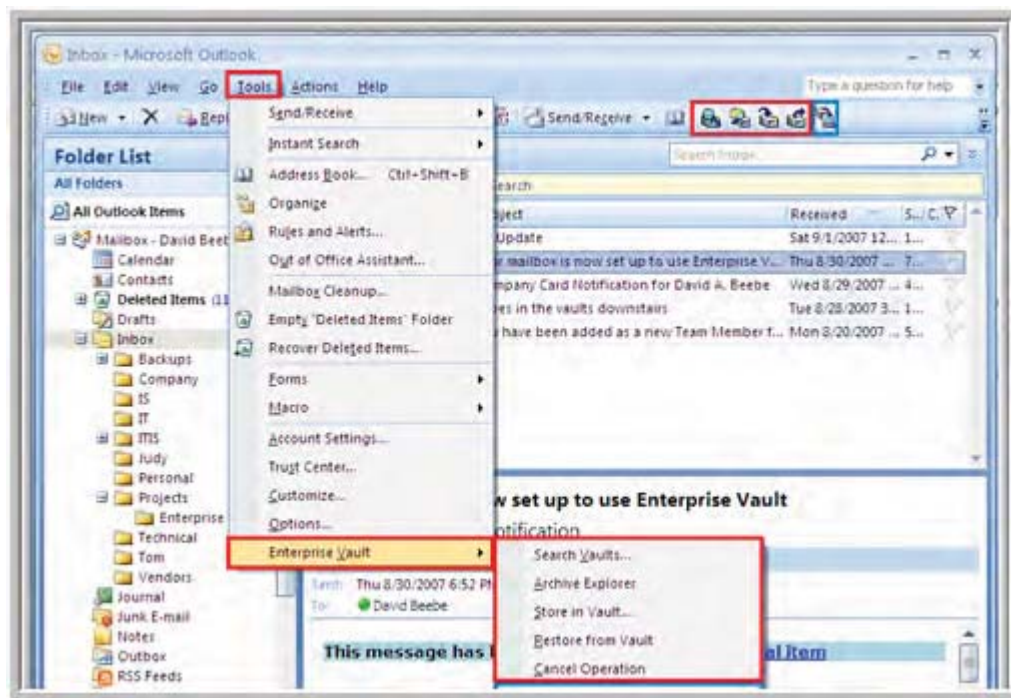 Inbox - Microsoft Outlook
File Edit View Go Tools Actions Help
Type a question for help
New Repl Send/Receive
Folder List
All Folders
All Outlook Items
Mailbox - David Beeb
Calendar
Contacts
Deleted Items (11
Drafts
Inbox
Backups
Company
IS
IT
ITIS
Judy
Personal
Projects
Enterprise
Technical
Tom
Vendors
Journal
Junk E-mail
Notes
Outbox
RSS Feeds
Send/Receive
Instant Search
Address Book... Ctrl+Shift+B
Organize
Rules and Alerts...
Out of Office Assistant...
Mailbox Cleanup...
Empty "Deleted Items" Folder
Recover Deleted Items...
Forms
Macro
Account Settings...
Trust Center...
Customize...
Options...
Enterprise Vault
Search Vaults...
Archive Explorer
Store in Vault...
Restore from Vault
Cancel Operation
Search Inbox
earch
bject Received S... C.
Update Sat 9/1/2007 12... 1...
r mailbox is now set up to use Enterprise V... Thu 8/30/2007 ... 7...
mpany Card Notification for David A. Beebe Wed 8/29/2007 ... 4...
es in the vaults downstairs Tue 8/28/2007 3... 1...
have been added as a new Team Member f... Mon 8/20/2007 ... 5...
w set up to use Enterprise Vault
otification
Sent: Thu 8/30/2007 6:52 PM
To: David Beebe
This message has
al Item